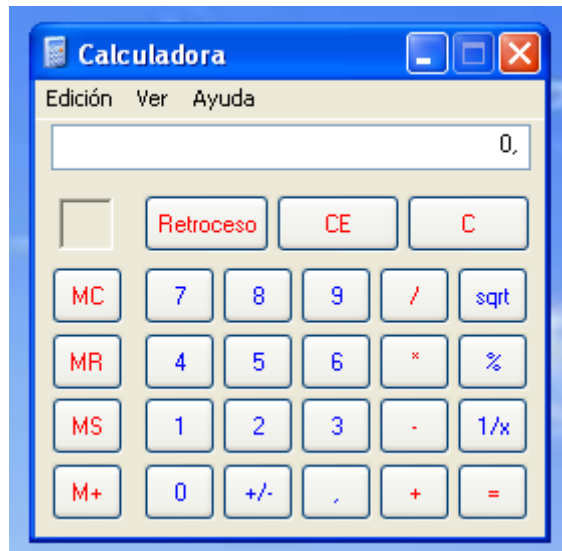 Calculadora
Edición Ver Ayuda
0,
Retroceso CE C
MC 7 8 9 / sqrt
MR 4 5 6 * %
MS 1 2 3 - 1/x
M+ 0 +/- , + =